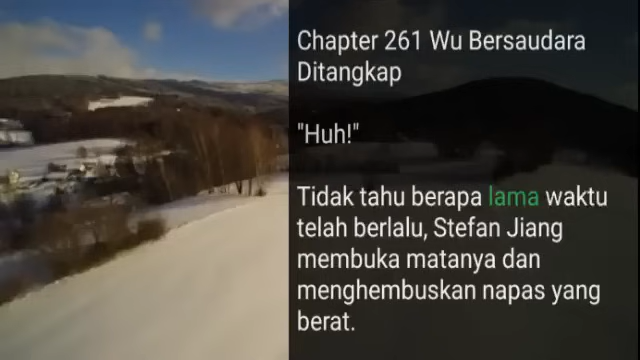 Chapter 261 Wu Bersaudara
Ditangkap
"Huh!"
Tidak tahu berapa lama waktu
telah berlalu, Stefan Jiang
membuka matanya dan
menghembuskan napas yang
berat.